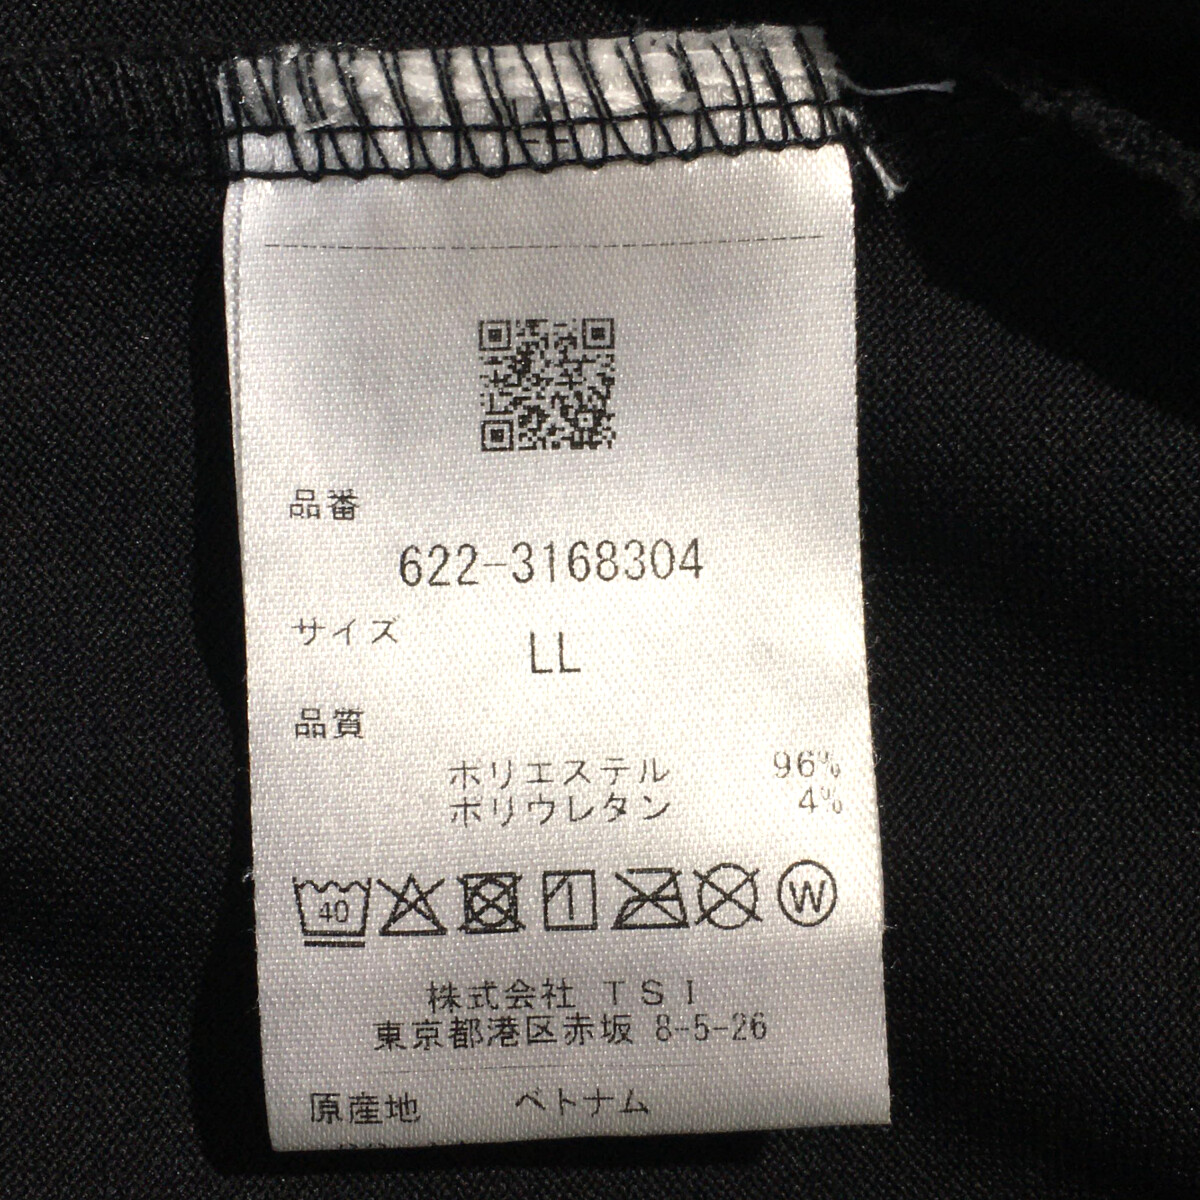 品番
622-3168304
サイズ
LL
品質
ポリエステル 96%
ポリウレタン 4%
40
W
株式会社 TSI
東京都港区赤坂 8-5-26
原産地 ベトナム